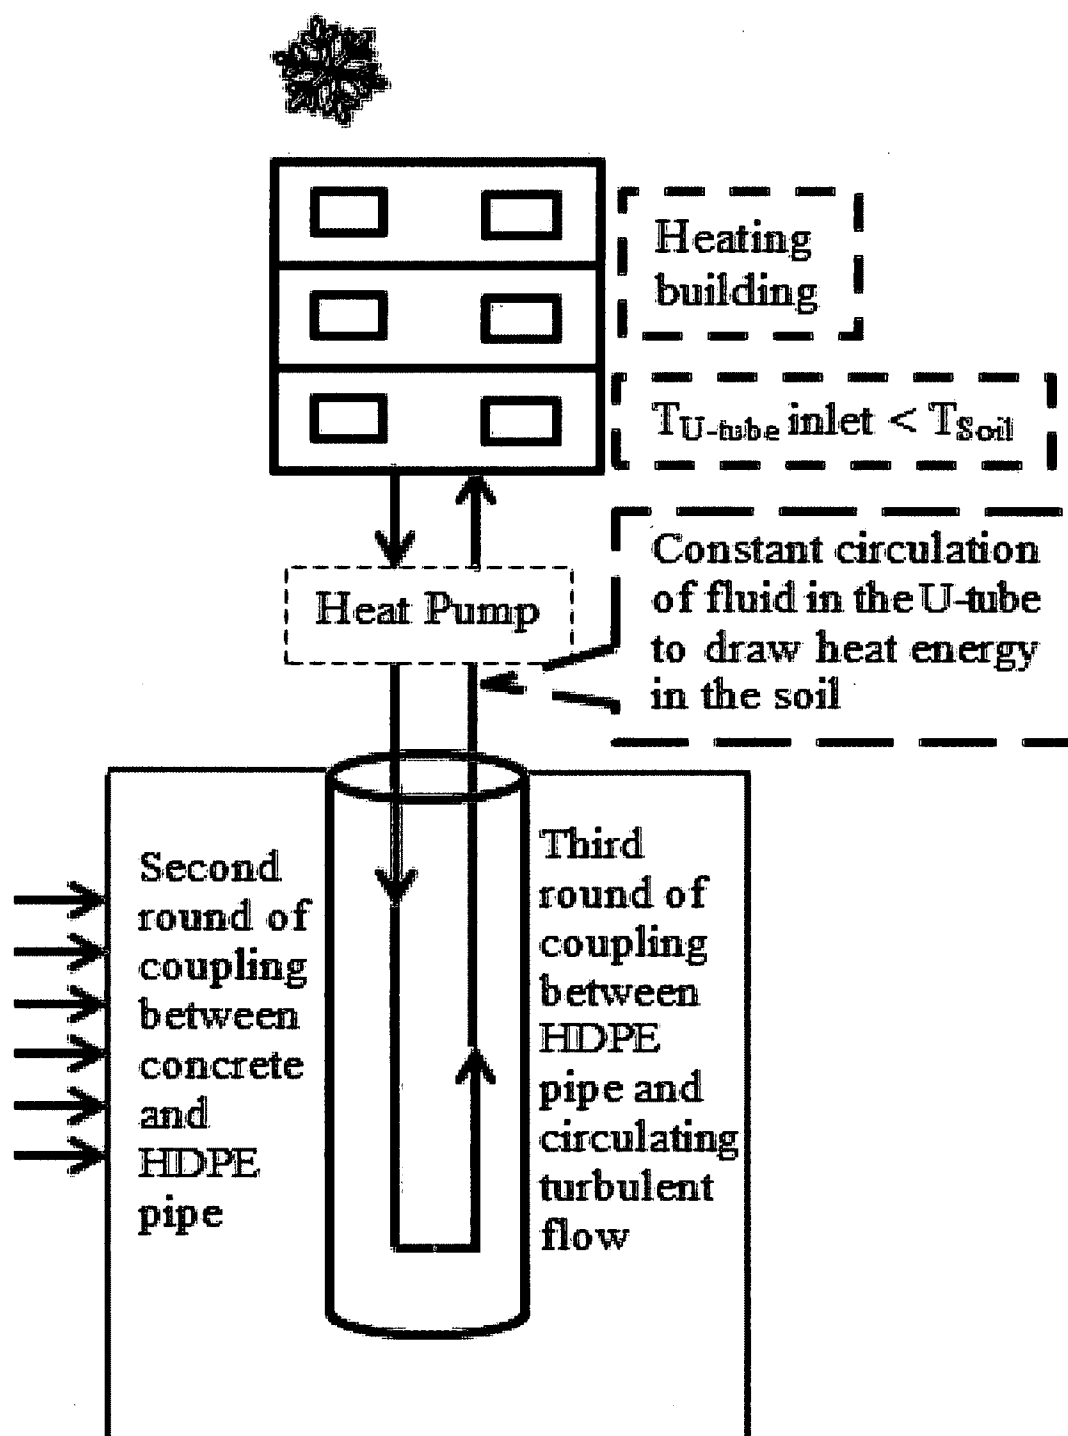 Heating
building
T_U-tube inlet < T_Soil
Constant circulation
of fluid in the U-tube
to draw heat energy
in the soil
Heat Pump
Second
round of
coupling
between
concrete
and
HDPE
pipe
Third
round of
coupling
between
HDPE
pipe and
circulating
turbulent
flow